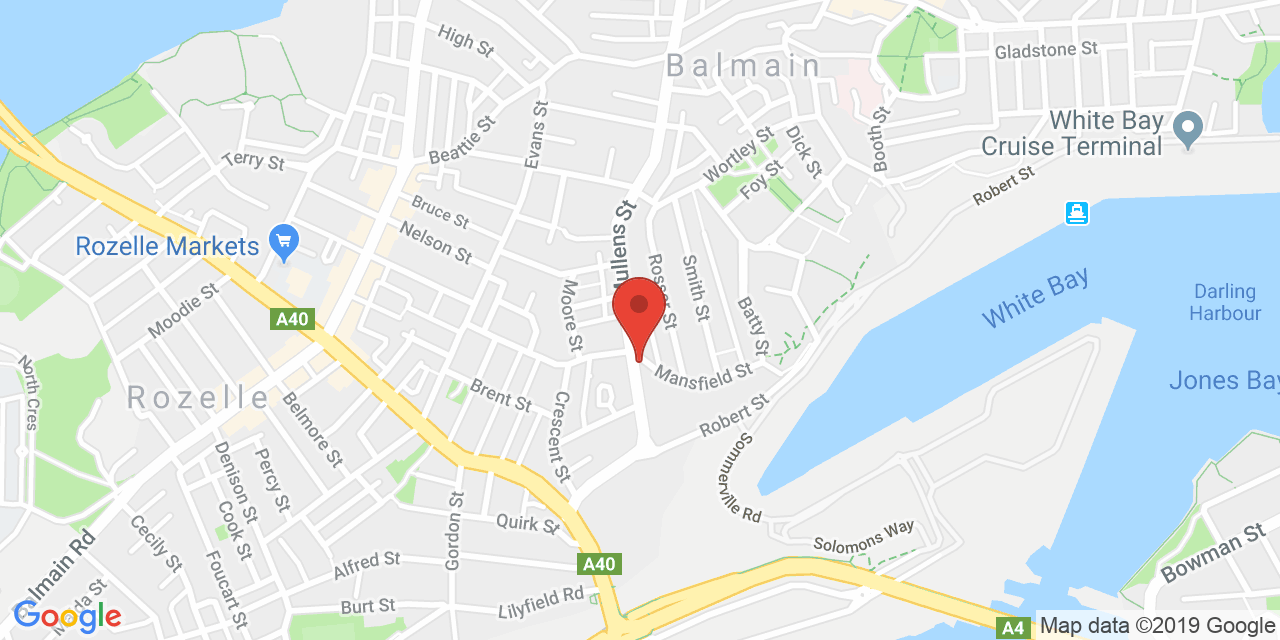 High St
Balmain
Gladstone St
Evans St
Beattie St
Terry St
Wortley St
Dick St
Booth St
White Bay
Cruise Terminal
Foy St
Robert St
Bruce St
Nelson St
Rozelle Markets
Mullens St
Rosser St
Smith St
Batty St
Moodie St
Moore St
A40
White Bay
Darling
Harbour
Jones Bay
North Cres
Rozelle
Brent St
Mansfield St
Belmore St
Crescent St
Robert St
Sommerville Rd
Denison St
Percy St
Cook St
Gordon St
Quirk St
Solomons Way
Bowman St
Cecily St
Foucart St
Alfred St
A40
Balmain Rd
Burt St
Lilyfield Rd
A4
Google
Map data ©2019 Google